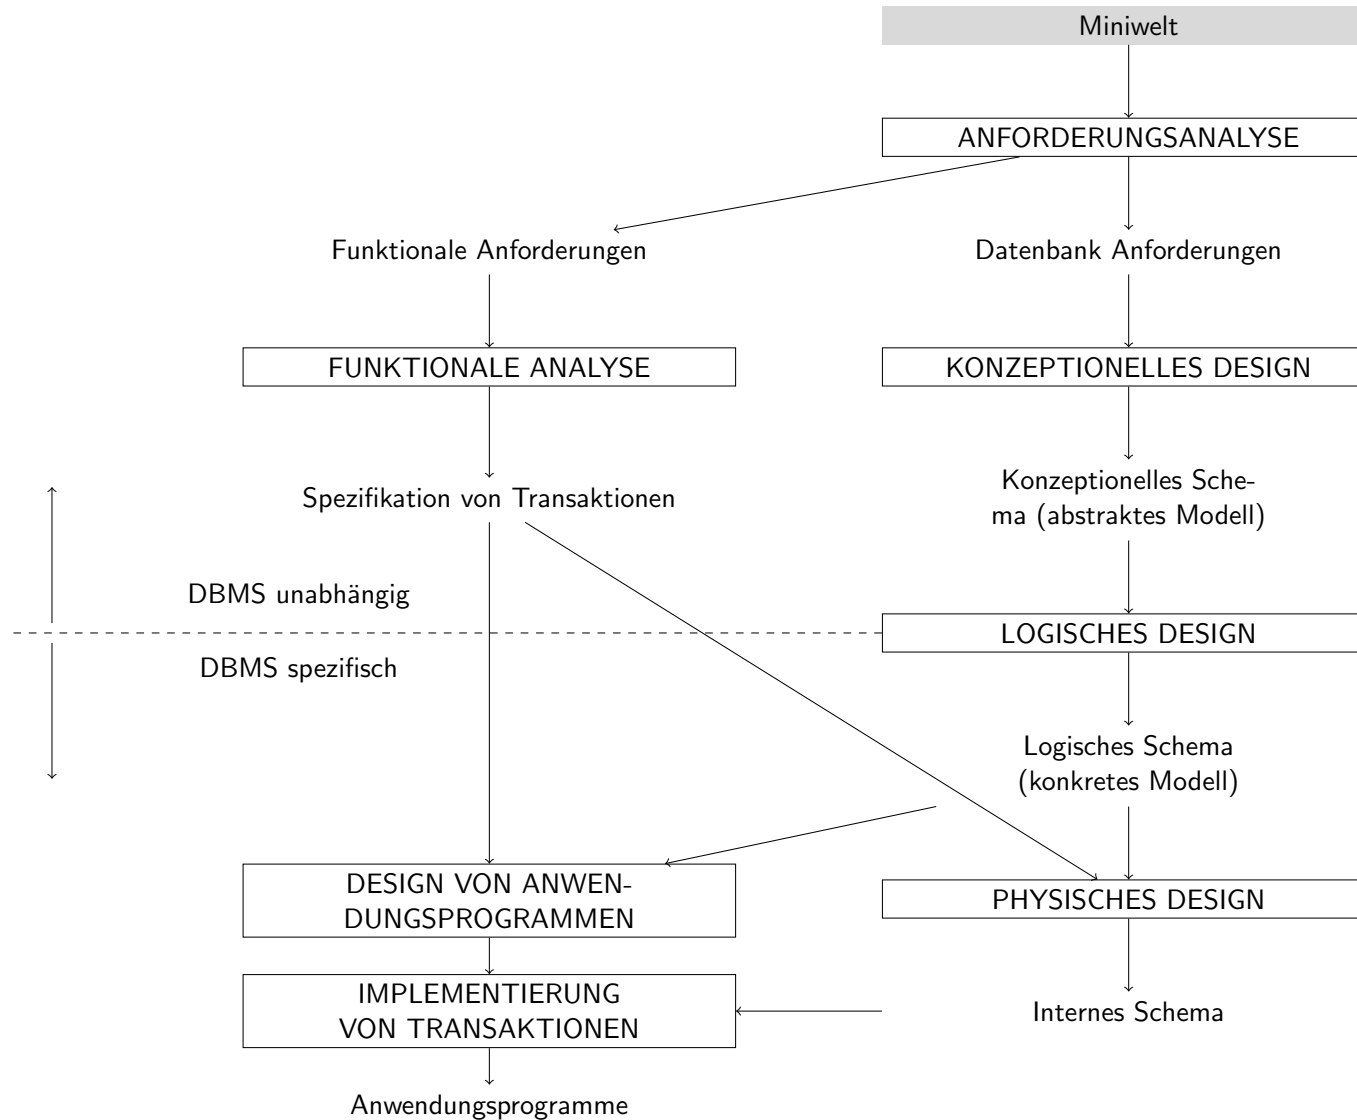 Miniwelt
ANFORDERUNGSANALYSE
Funktionale Anforderungen
Datenbank Anforderungen
FUNKTIONALE ANALYSE
KONZEPTIONELLES DESIGN
Spezifikation von Transaktionen
Konzeptionelles Sche-
ma (abstraktes Modell)
DBMS unabhängig
LOGISCHES DESIGN
DBMS spezifisch
Logisches Schema
(konkretes Modell)
DESIGN VON ANWEN-
DUNGSPROGRAMMEN
PHYSISCHES DESIGN
IMPLEMENTIERUNG
VON TRANSAKTIONEN
Internes Schema
Anwendungsprogramme